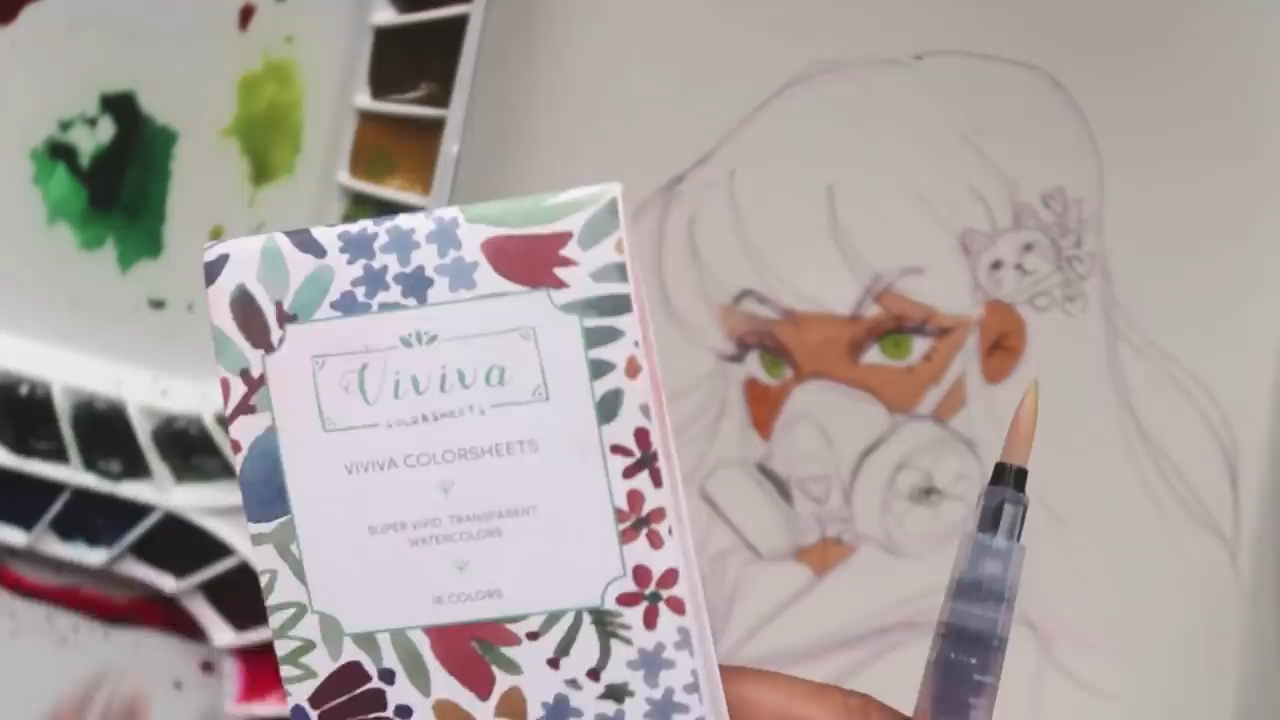 Viviva
COLORSHEETS
VIVIVA COLORSHEETS
SUPER VIVID, TRANSPARENT
WATERCOLORS
16 COLORS